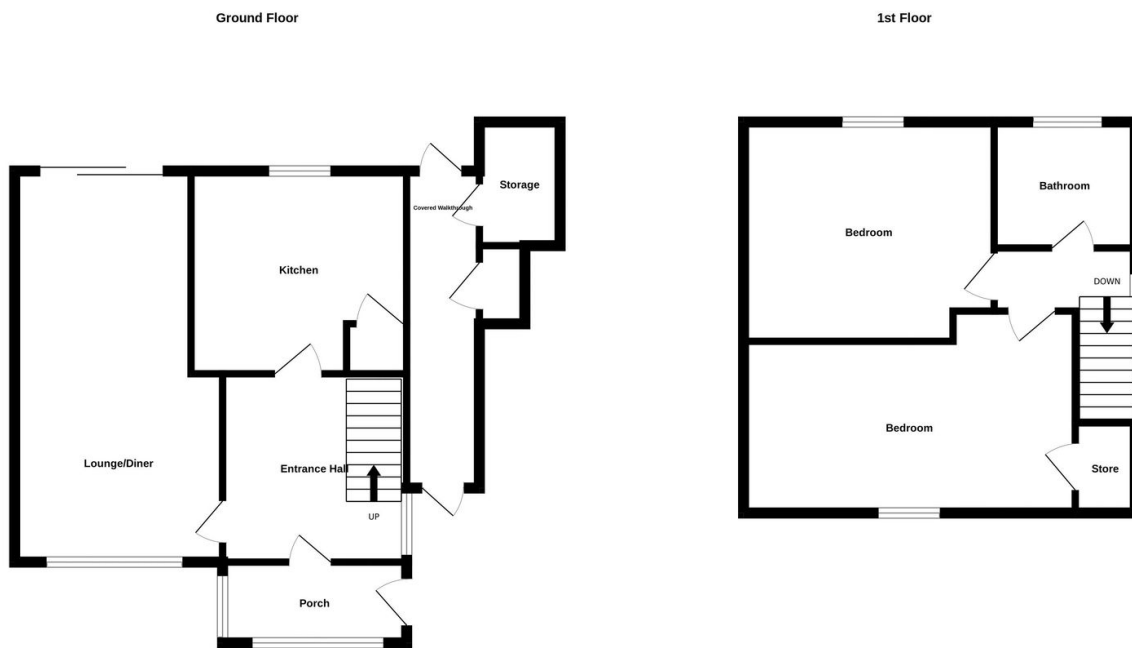 Ground Floor
Storage
Covered Walkthrough
Kitchen
Lounge/Diner
Entrance Hall
UP
Porch
1st Floor
Bathroom
Bedroom
DOWN
Bedroom
Store